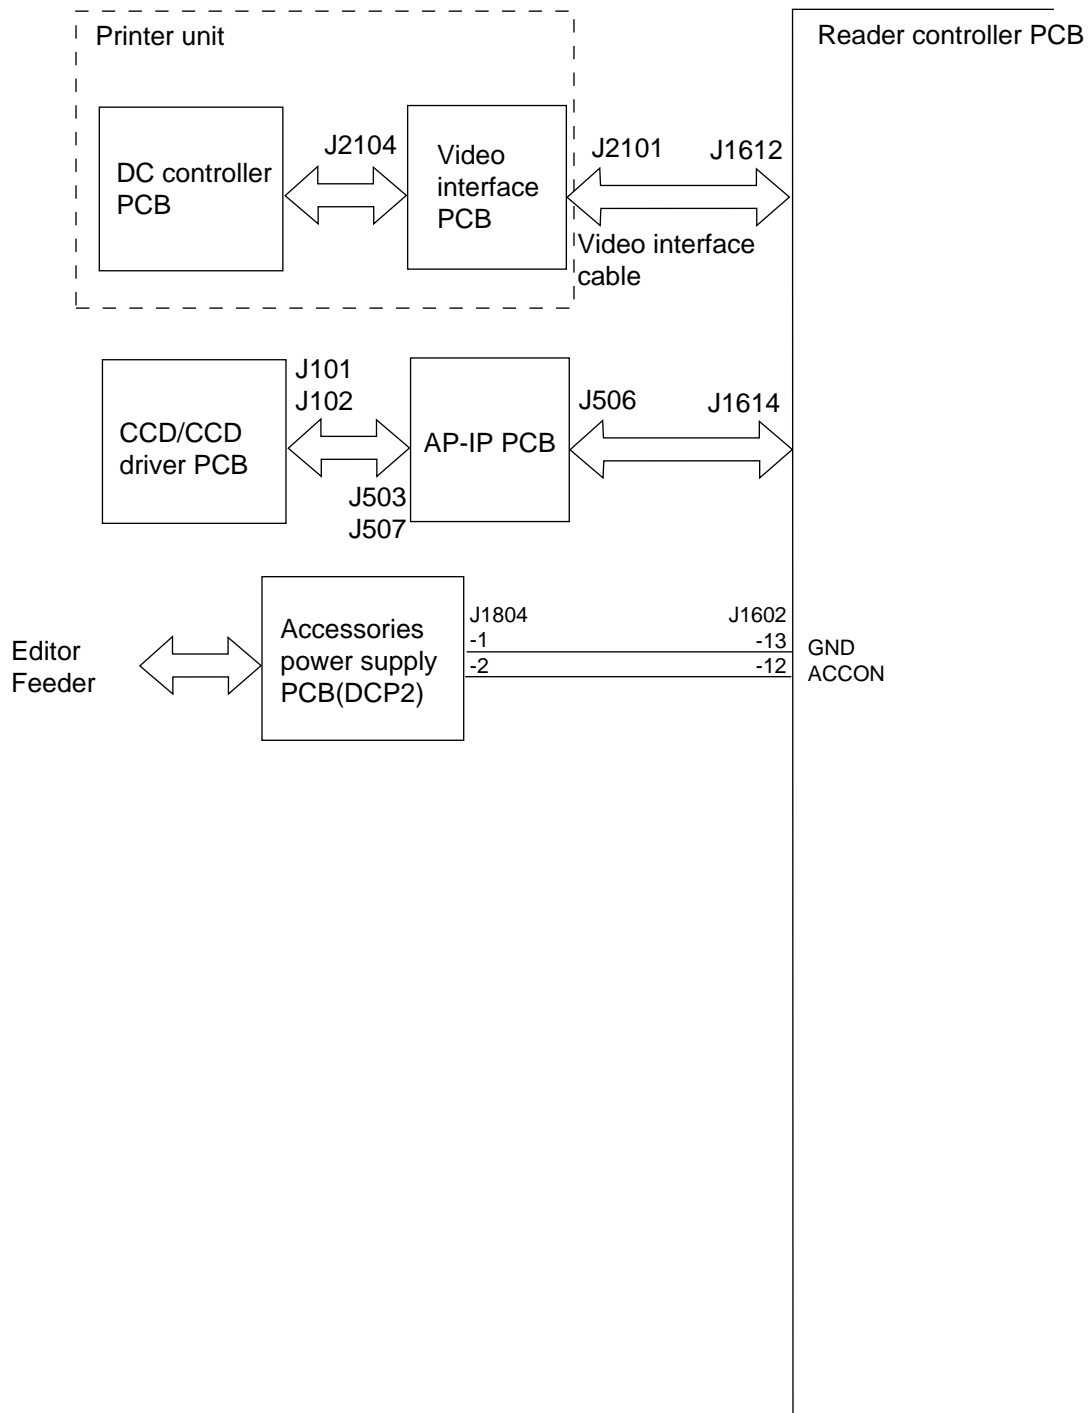 Printer unit
Reader controller PCB
DC controller
PCB
J2104
Video
interface
PCB
J2101
J1612
Video interface
cable
CCD/CCD
driver PCB
J101
J102
J503
J507
AP-IP PCB
J506
J1614
Editor
Feeder
Accessories
power supply
PCB(DCP2)
J1804
-1
-2
J1602
-13
-12
GND
ACCON